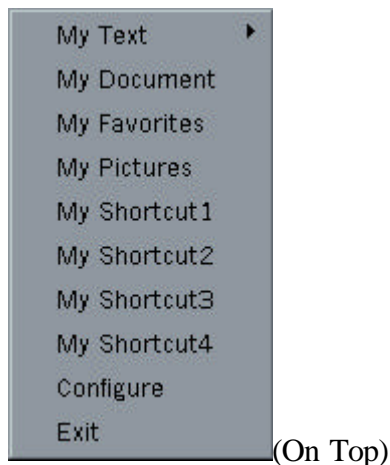 My Text
My Document
My Favorites
My Pictures
My Shortcut1
My Shortcut2
My Shortcut3
My Shortcut4
Configure
Exit
(On Top)